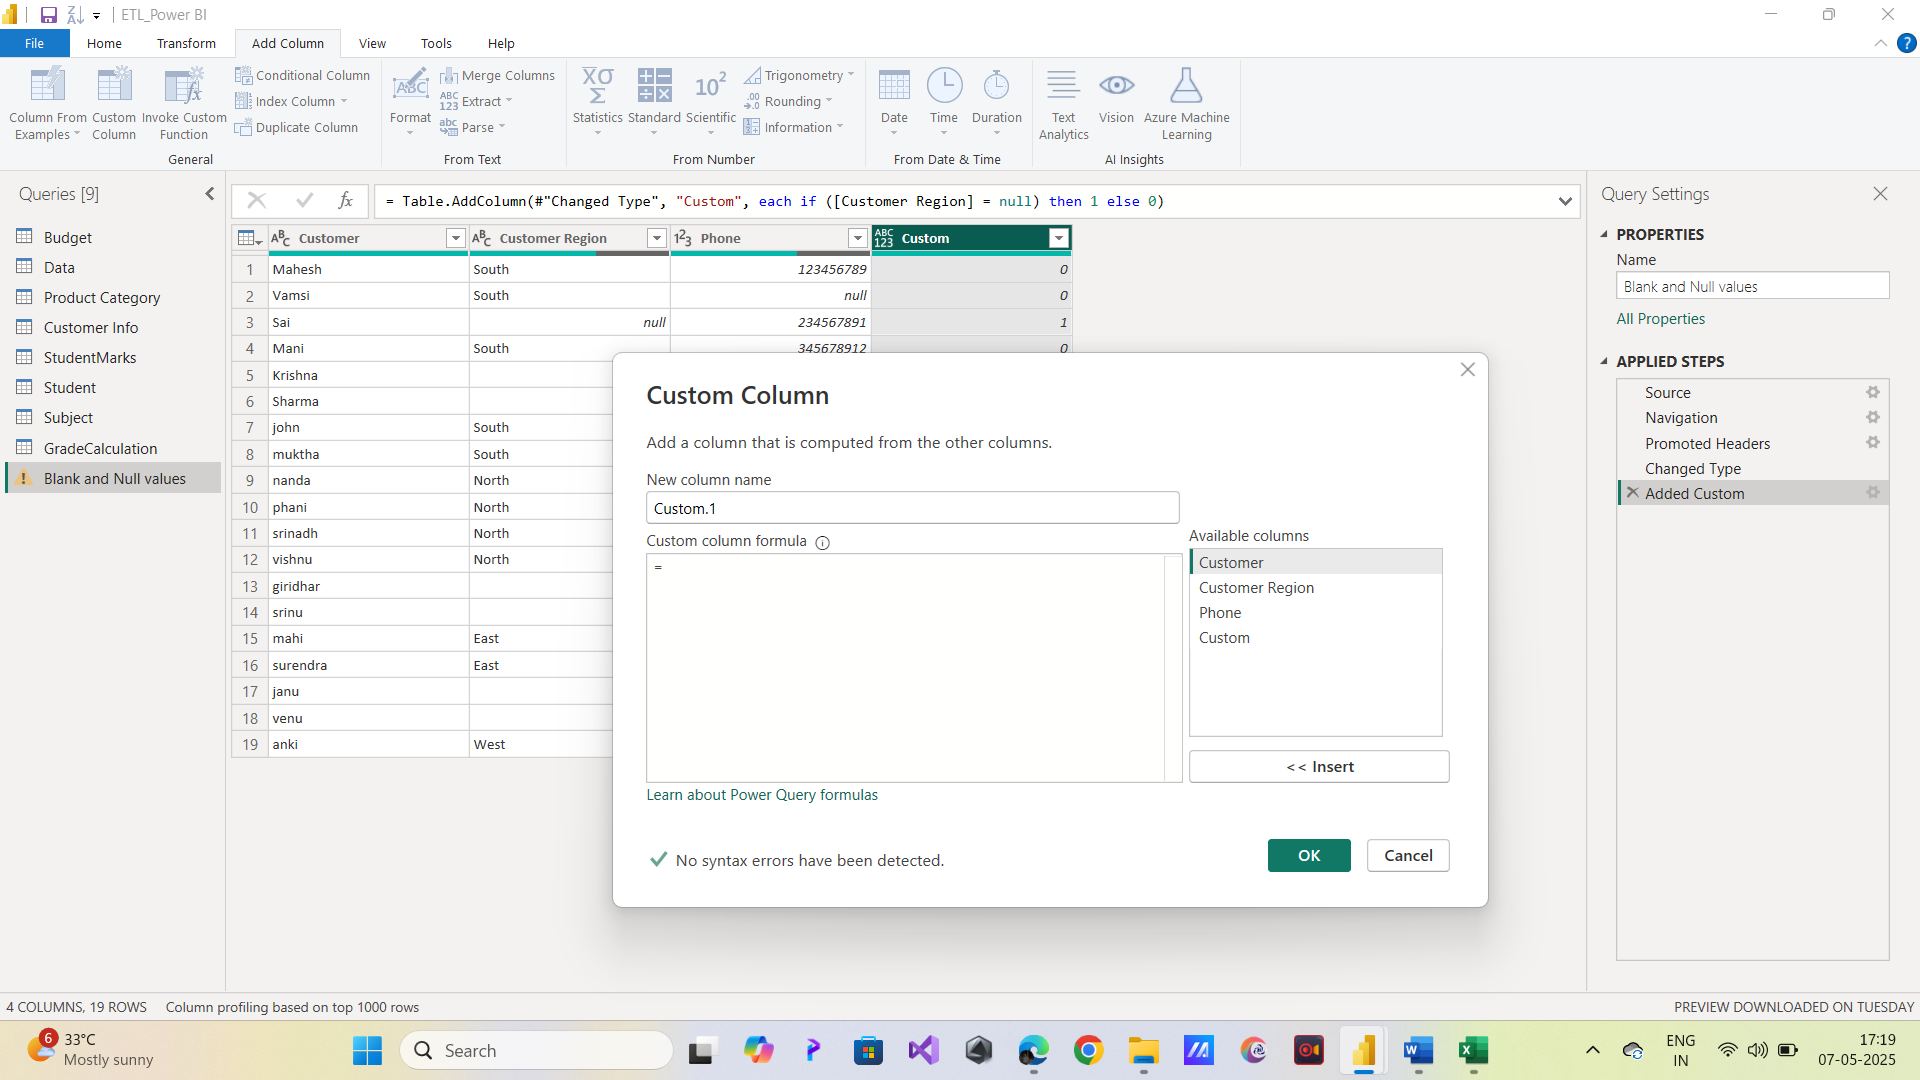 ETL_Power BI
File Home Transform Add Column View Tools Help
Column From Examples
Custom Column
Invoke Custom Function
Conditional Column
Index Column
Duplicate Column
General
Format
Merge Columns
Extract
Parse
From Text
Statistics
Standard
Scientific
Trigonometry
Rounding
Information
From Number
Date
Time
Duration
From Date & Time
Text Analytics
Vision
Azure Machine Learning
AI Insights
Queries [9]
Budget
Data
Product Category
Customer Info
StudentMarks
Student
Subject
GradeCalculation
Blank and Null values
= Table.AddColumn(#"Changed Type", "Custom", each if ([Customer Region] = null) then 1 else 0)
Customer Customer Region Phone Custom
1 Mahesh South 123456789 0
2 Vamsi South null 0
3 Sai null 234567891 1
4 Mani South 345678912 0
5 Krishna
6 Sharma
7 john South
8 muktha South
9 nanda North
10 phani North
11 srinadh North
12 vishnu North
13 giridhar
14 srinu
15 mahi East
16 surendra East
17 janu
18 venu
19 anki West
Custom Column
Add a column that is computed from the other columns.
New column name
Custom.1
Custom column formula
=
Available columns
Customer
Customer Region
Phone
Custom
<< Insert
Learn about Power Query formulas
No syntax errors have been detected.
OK Cancel
Query Settings
PROPERTIES
Name
Blank and Null values
All Properties
APPLIED STEPS
Source
Navigation
Promoted Headers
Changed Type
Added Custom
4 COLUMNS, 19 ROWS Column profiling based on top 1000 rows
PREVIEW DOWNLOADED ON TUESDAY
6
33°C
Mostly sunny
Search
ENG
IN
17:19
07-05-2025